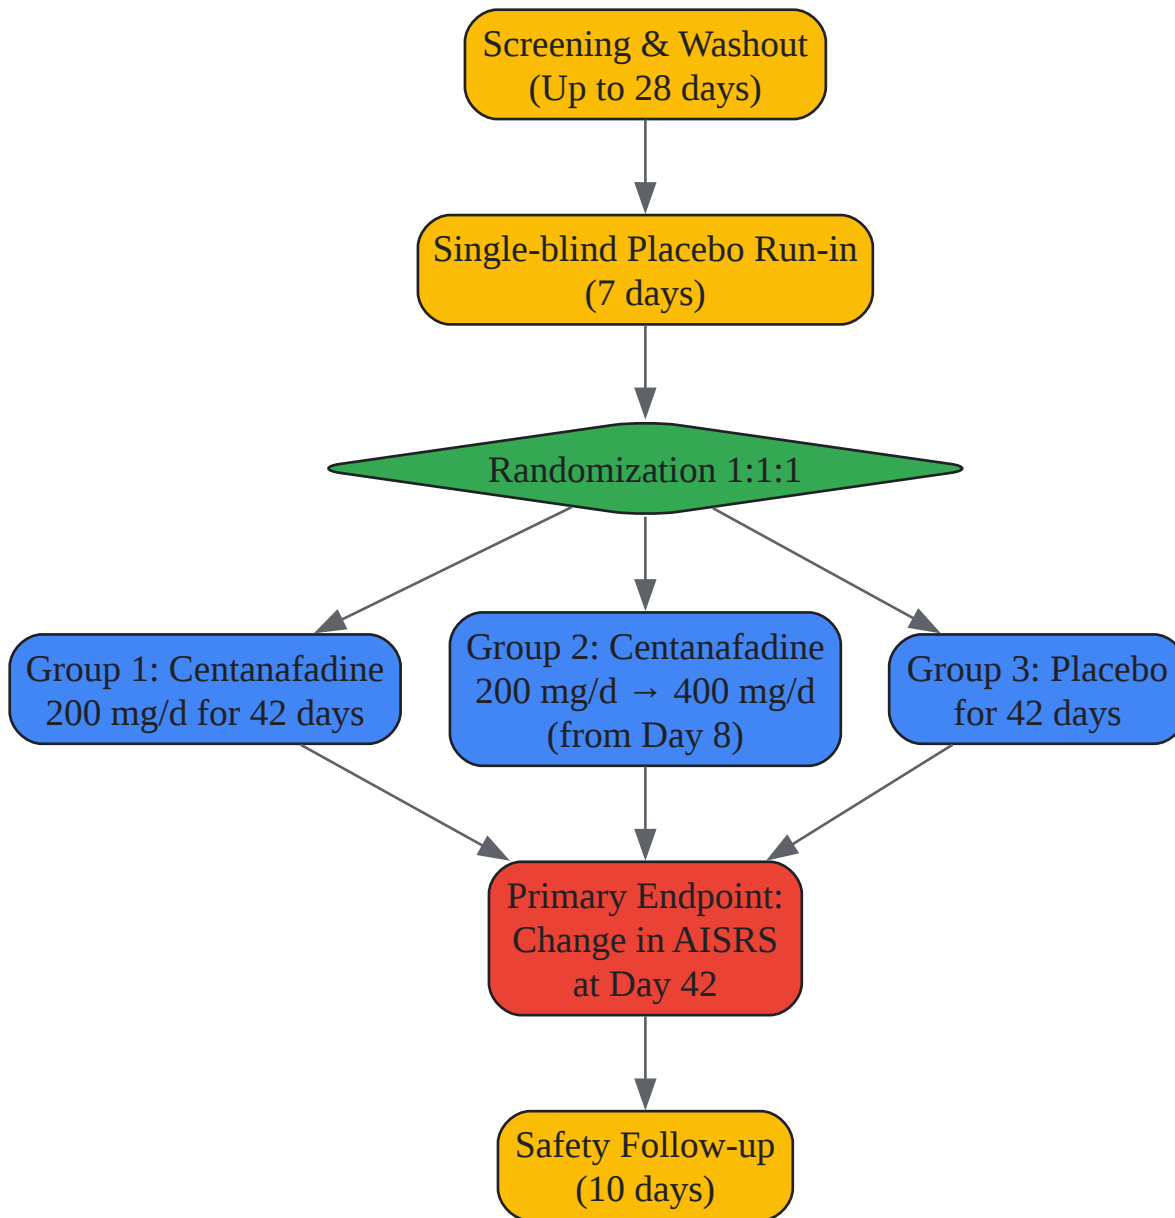 Screening & Washout
(Up to 28 days)
Single-blind Placebo Run-in
(7 days)
Randomization 1:1:1
Group 1: Centanafadine
200 mg/d for 42 days
Group 2: Centanafadine
200 mg/d → 400 mg/d
(from Day 8)
Group 3: Placebo
for 42 days
Primary Endpoint:
Change in AISRS
at Day 42
Safety Follow-up
(10 days)